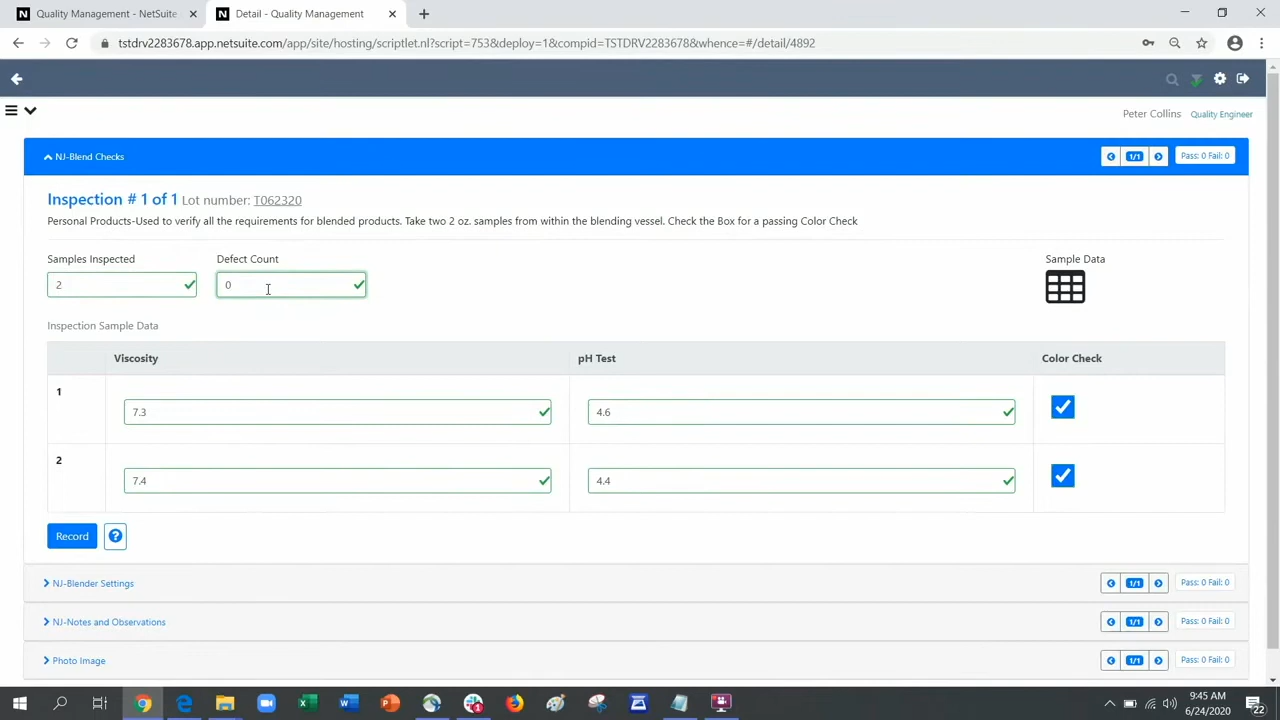 Quality Management - NetSuite
Detail - Quality Management
tstdrv2283678.app.netsuite.com/app/site/hosting/scriptlet.nl?script=753&deploy=1&compid=TSTDRV2283678&whence=#/detail/4892
Peter Collins Quality Engineer
NJ-Blend Checks
1/1
Pass: 0 Fail: 0
Inspection # 1 of 1 Lot number: T062320
Personal Products-Used to verify all the requirements for blended products. Take two 2 oz. samples from within the blending vessel. Check the Box for a passing Color Check
Samples Inspected Defect Count Sample Data
2 0
Inspection Sample Data
Viscosity pH Test Color Check
1
7.3 4.6
2
7.4 4.4
Record
NJ-Blender Settings 1/1 Pass: 0 Fail: 0
NJ-Notes and Observations 1/1 Pass: 0 Fail: 0
Photo Image 1/1 Pass: 0 Fail: 0
9:45 AM
6/24/2020
22